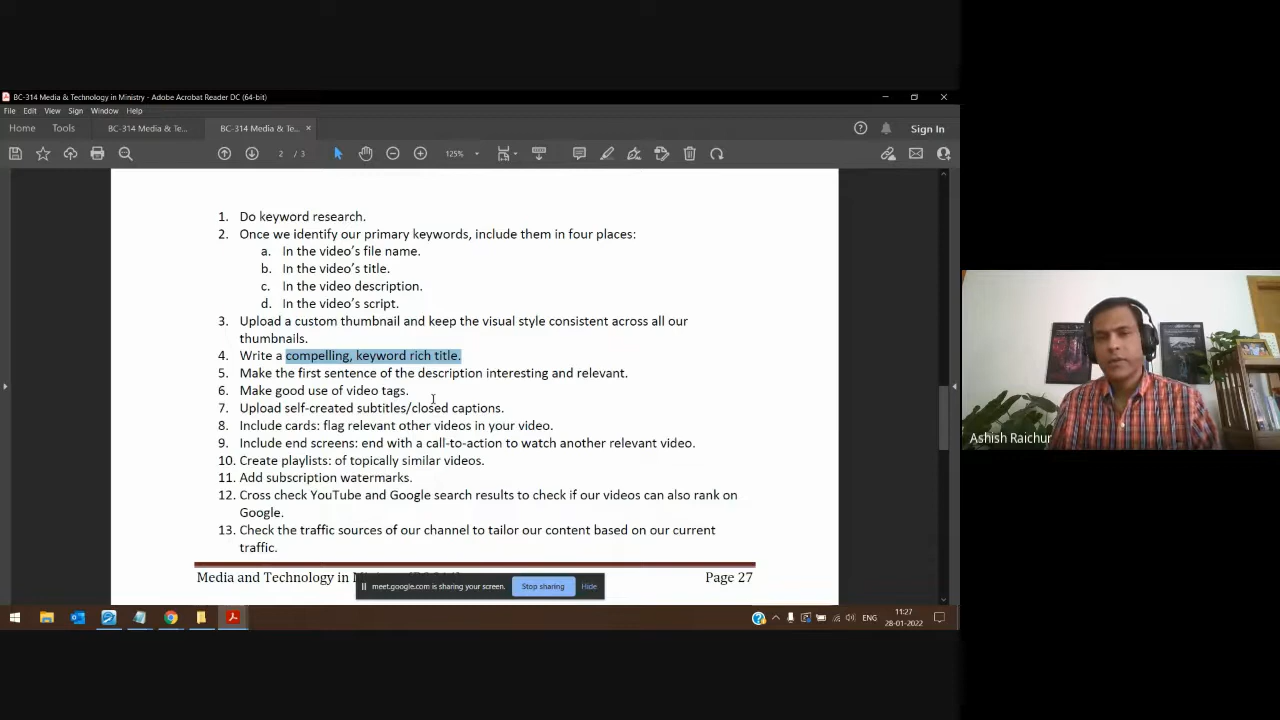 BC-314 Media & Technology in Ministry - Adobe Acrobat Reader DC (64-bit)
File Edit View Sign Window Help
Home Tools BC-314 Media & Te... BC-314 Media & Te... × Sign In
2 / 3 125%
1. Do keyword research.
2. Once we identify our primary keywords, include them in four places:
a. In the video's file name.
b. In the video's title.
c. In the video description.
d. In the video's script.
3. Upload a custom thumbnail and keep the visual style consistent across all our
thumbnails.
4. Write a compelling, keyword rich title.
5. Make the first sentence of the description interesting and relevant.
6. Make good use of video tags.
7. Upload self-created subtitles/closed captions.
8. Include cards: flag relevant other videos in your video.
9. Include end screens: end with a call-to-action to watch another relevant video.
10. Create playlists: of topically similar videos.
11. Add subscription watermarks.
12. Cross check YouTube and Google search results to check if our videos can also rank on
Google.
13. Check the traffic sources of our channel to tailor our content based on our current
traffic.
Media and Technology in Page 27
meet.google.com is sharing your screen. Stop sharing Hide
ENG
11:27
28-01-2022
Ashish Raichur